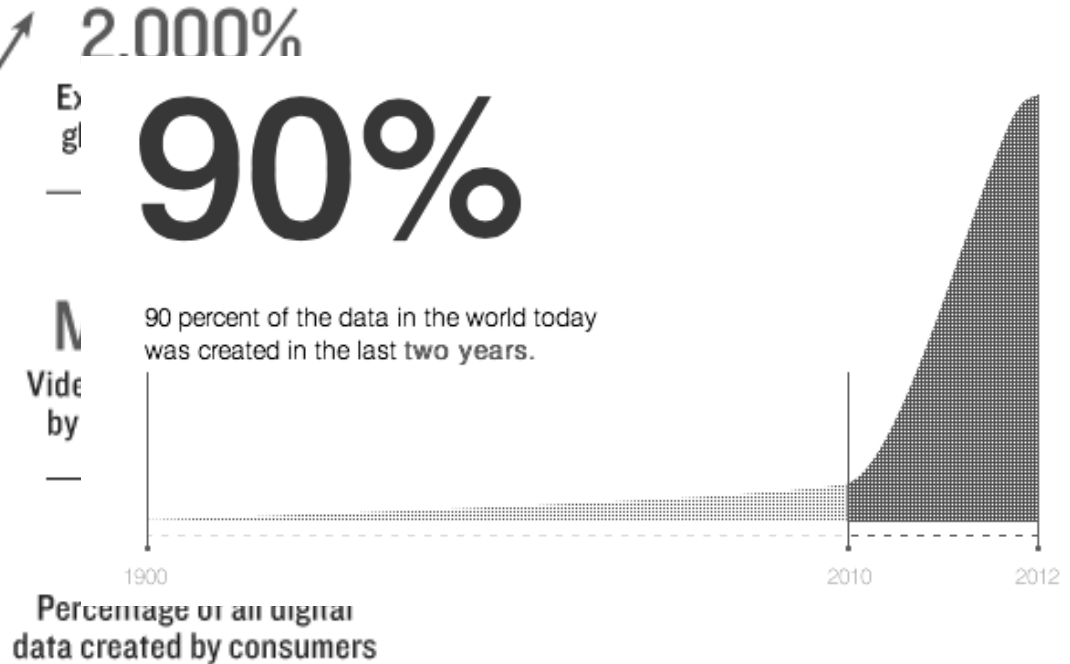 2,000%
90%
90 percent of the data in the world today
was created in the last two years.
by
1900 2010 2012
Percentage of all digital
data created by consumers